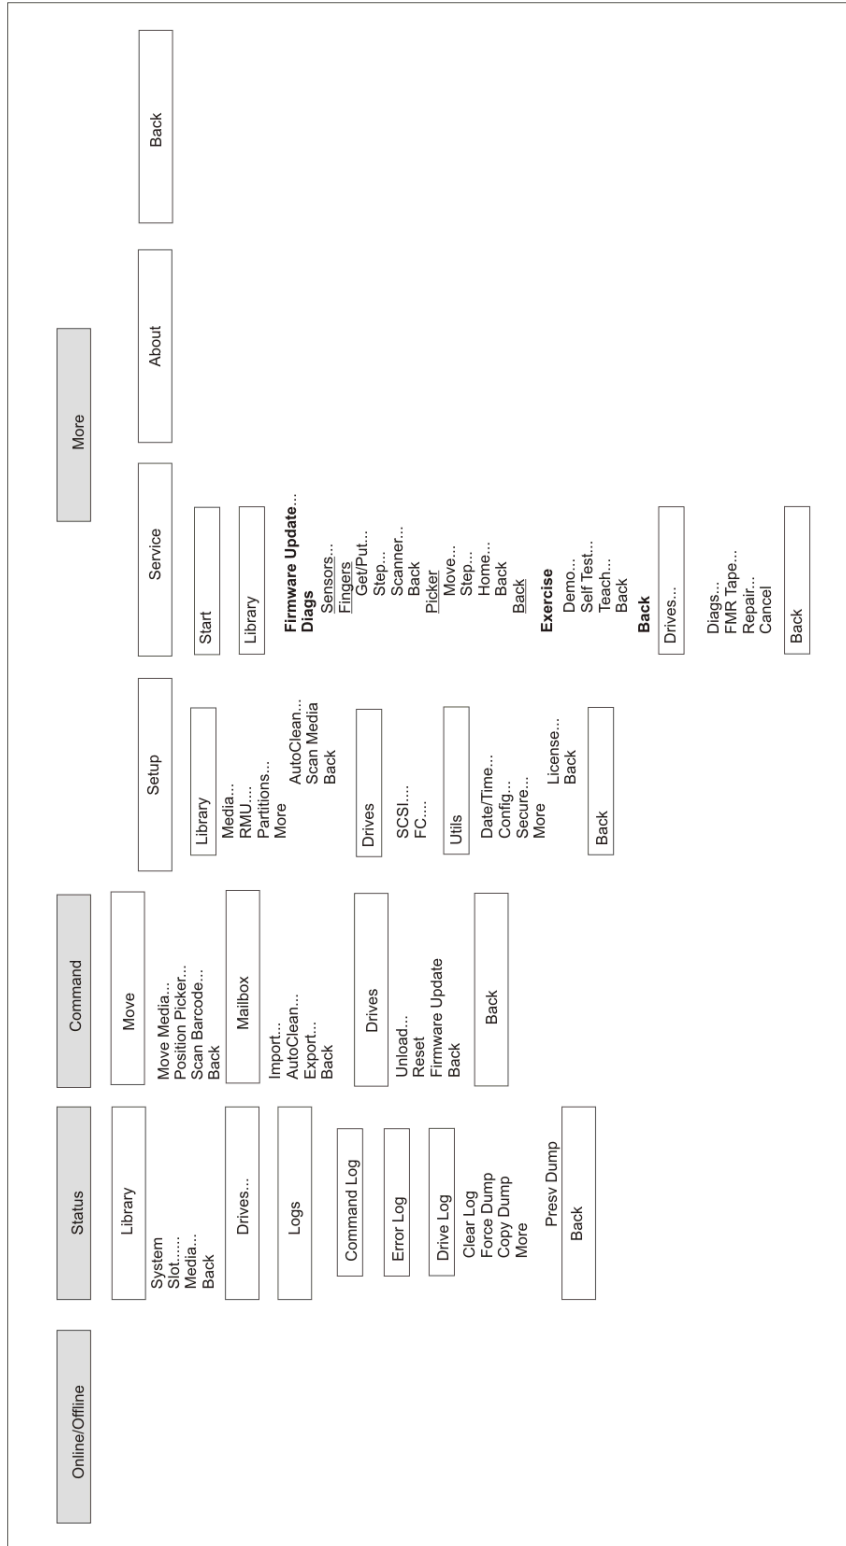 Online/Offline
Status
Library
System
Slot......
Media...
Back
Drives...
Logs
Command Log
Error Log
Drive Log
Clear Log
Force Dump
Copy Dump
More
Presv Dump
Back
Command
Move
Move Media...
Position Picker...
Scan Barcode...
Back
Mailbox
Import...
AutoClean...
Export...
Back
Drives
Unload...
Reset
Firmware Update
Back
Back
More
Setup
Library
Media...
RMU....
Partitions...
More
AutoClean...
Scan Media
Back
Drives
SCSI....
FC....
Utils
Date/Time...
Config...
Secure...
More
License...
Back
Back
Service
Start
Library
Firmware Update...
Diags
Sensors...
Fingers
Get/Put...
Step...
Scanner...
Back
Picker
Move...
Step...
Home...
Back
Back
Exercise
Demo...
Self Test...
Teach...
Back
Back
Drives...
Diags...
FMR Tape...
Repair...
Cancel
Back
About
Back